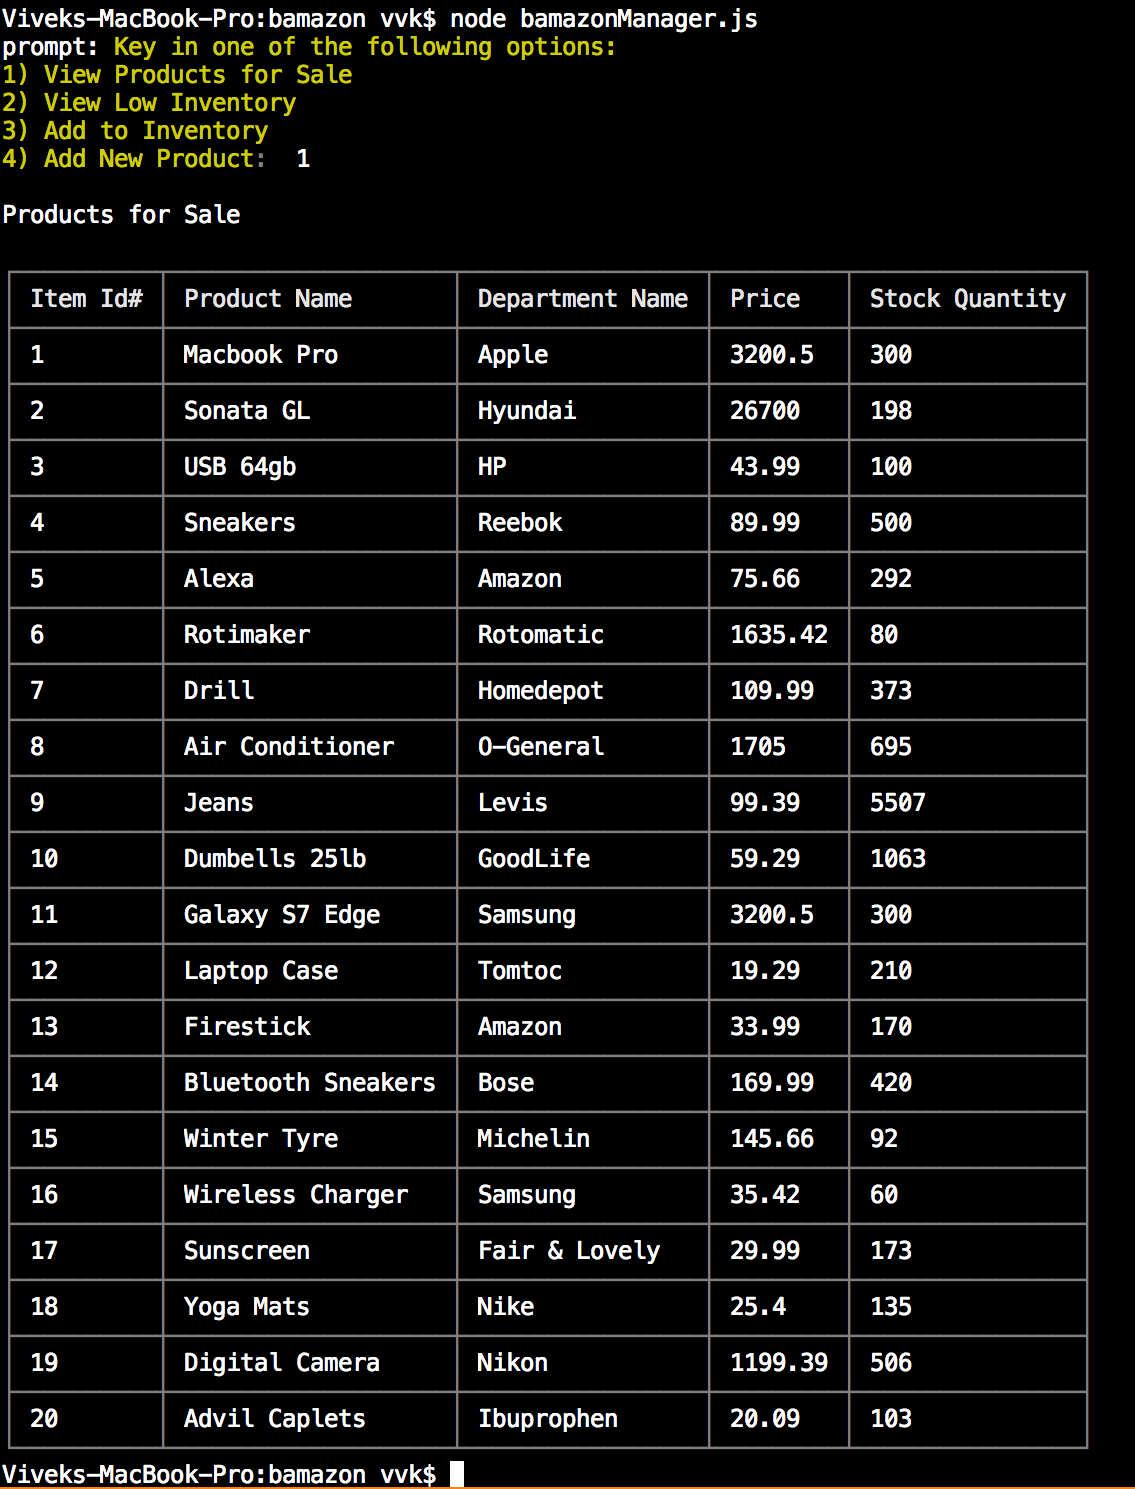 Viveks-MacBook-Pro:bamazon vvk$ node bamazonManager.js
prompt: Key in one of the following options:
1) View Products for Sale
2) View Low Inventory
3) Add to Inventory
4) Add New Product:  1
Products for Sale
Item Id# Product Name Department Name Price Stock Quantity
1 Macbook Pro Apple 3200.5 300
2 Sonata GL Hyundai 26700 198
3 USB 64gb HP 43.99 100
4 Sneakers Reebok 89.99 500
5 Alexa Amazon 75.66 292
6 Rotimaker Rotomatic 1635.42 80
7 Drill Homedepot 109.99 373
8 Air Conditioner O-General 1705 695
9 Jeans Levis 99.39 5507
10 Dumbells 25lb GoodLife 59.29 1063
11 Galaxy S7 Edge Samsung 3200.5 300
12 Laptop Case Tomtoc 19.29 210
13 Firestick Amazon 33.99 170
14 Bluetooth Sneakers Bose 169.99 420
15 Winter Tyre Michelin 145.66 92
16 Wireless Charger Samsung 35.42 60
17 Sunscreen Fair & Lovely 29.99 173
18 Yoga Mats Nike 25.4 135
19 Digital Camera Nikon 1199.39 506
20 Advil Caplets Ibuprophen 20.09 103
Viveks-MacBook-Pro:bamazon vvk$